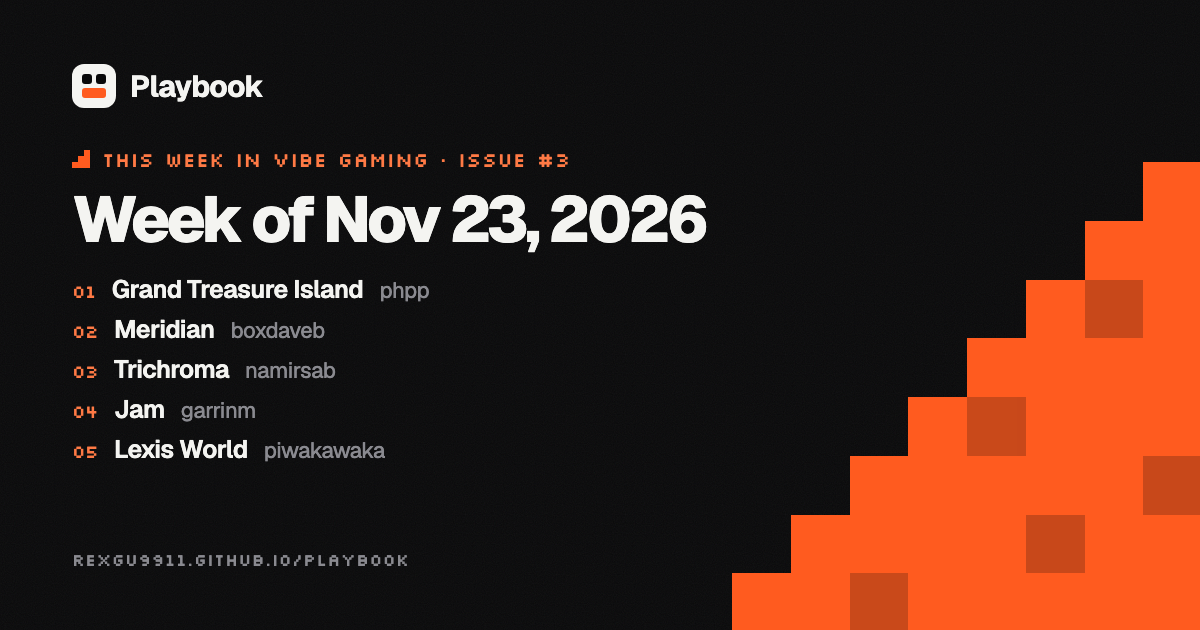 Playbook
THIS WEEK IN VIBE GAMING · ISSUE #3
Week of Nov 23, 2026
01 Grand Treasure Island phpp
02 Meridian boxdaveb
03 Trichroma namirsab
04 Jam garrinm
05 Lexis World piwakawaka
REXGU9911.GITHUB.IO/PLAYBOOK